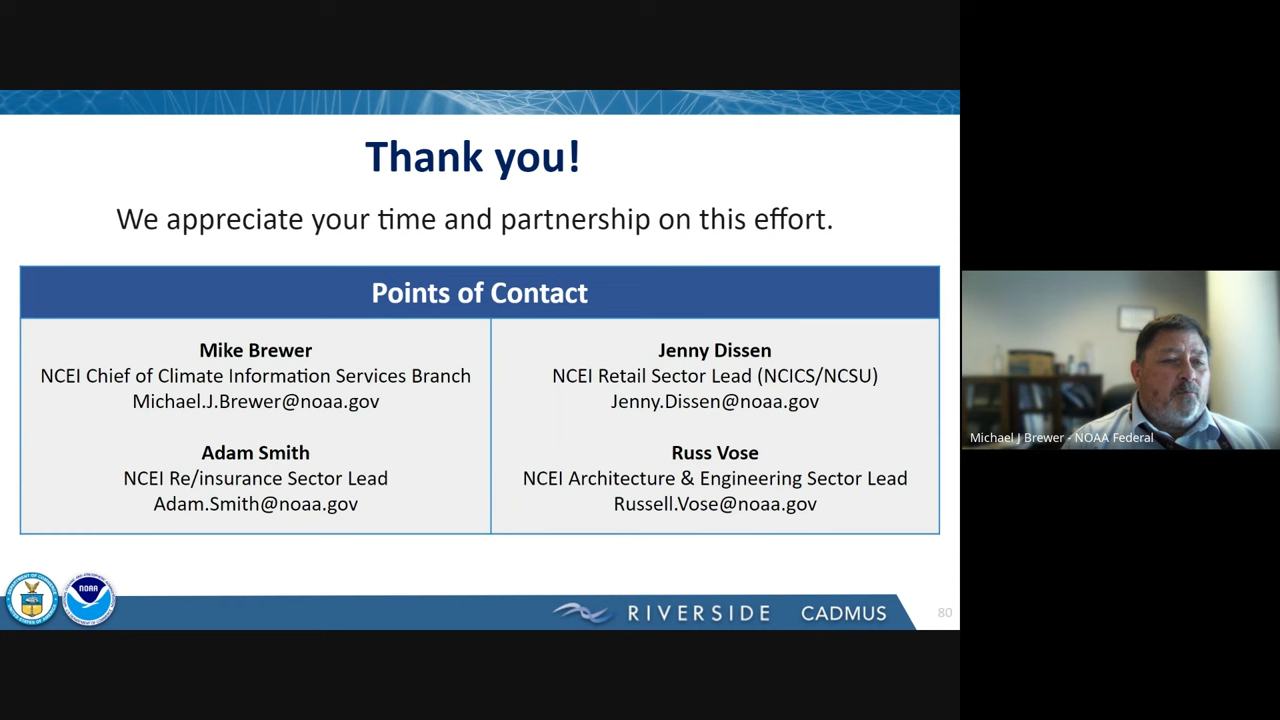 Thank you!
We appreciate your time and partnership on this effort.
Points of Contact
Mike Brewer
NCEI Chief of Climate Information Services Branch
Michael.J.Brewer@noaa.gov
Adam Smith
NCEI Re/insurance Sector Lead
Adam.Smith@noaa.gov
Jenny Dissen
NCEI Retail Sector Lead (NCICS/NCSU)
Jenny.Dissen@noaa.gov
Russ Vose
NCEI Architecture & Engineering Sector Lead
Russell.Vose@noaa.gov
NOAA
RIVERSIDE
CADMUS
80
Michael J Brewer - NOAA Federal